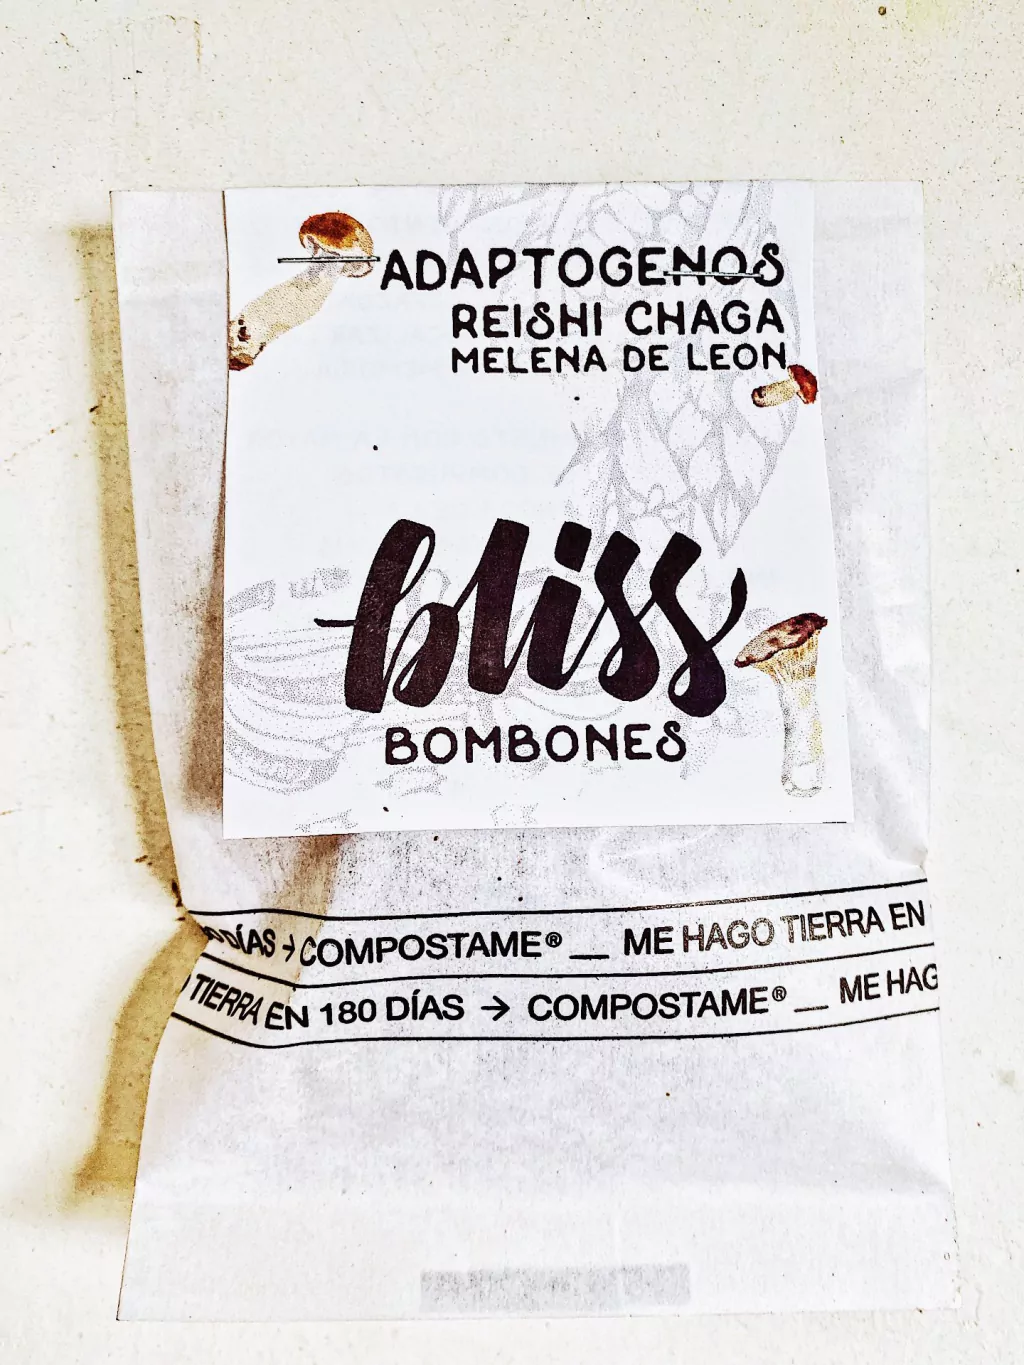 ADAPTOGENOS
REISHI CHAGA
MELENA DE LEON
bliss
BOMBONES
DÍAS → COMPOSTAME® __ ME HAGO TIERRA EN
TIERRA EN 180 DÍAS → COMPOSTAME® __ ME HAG